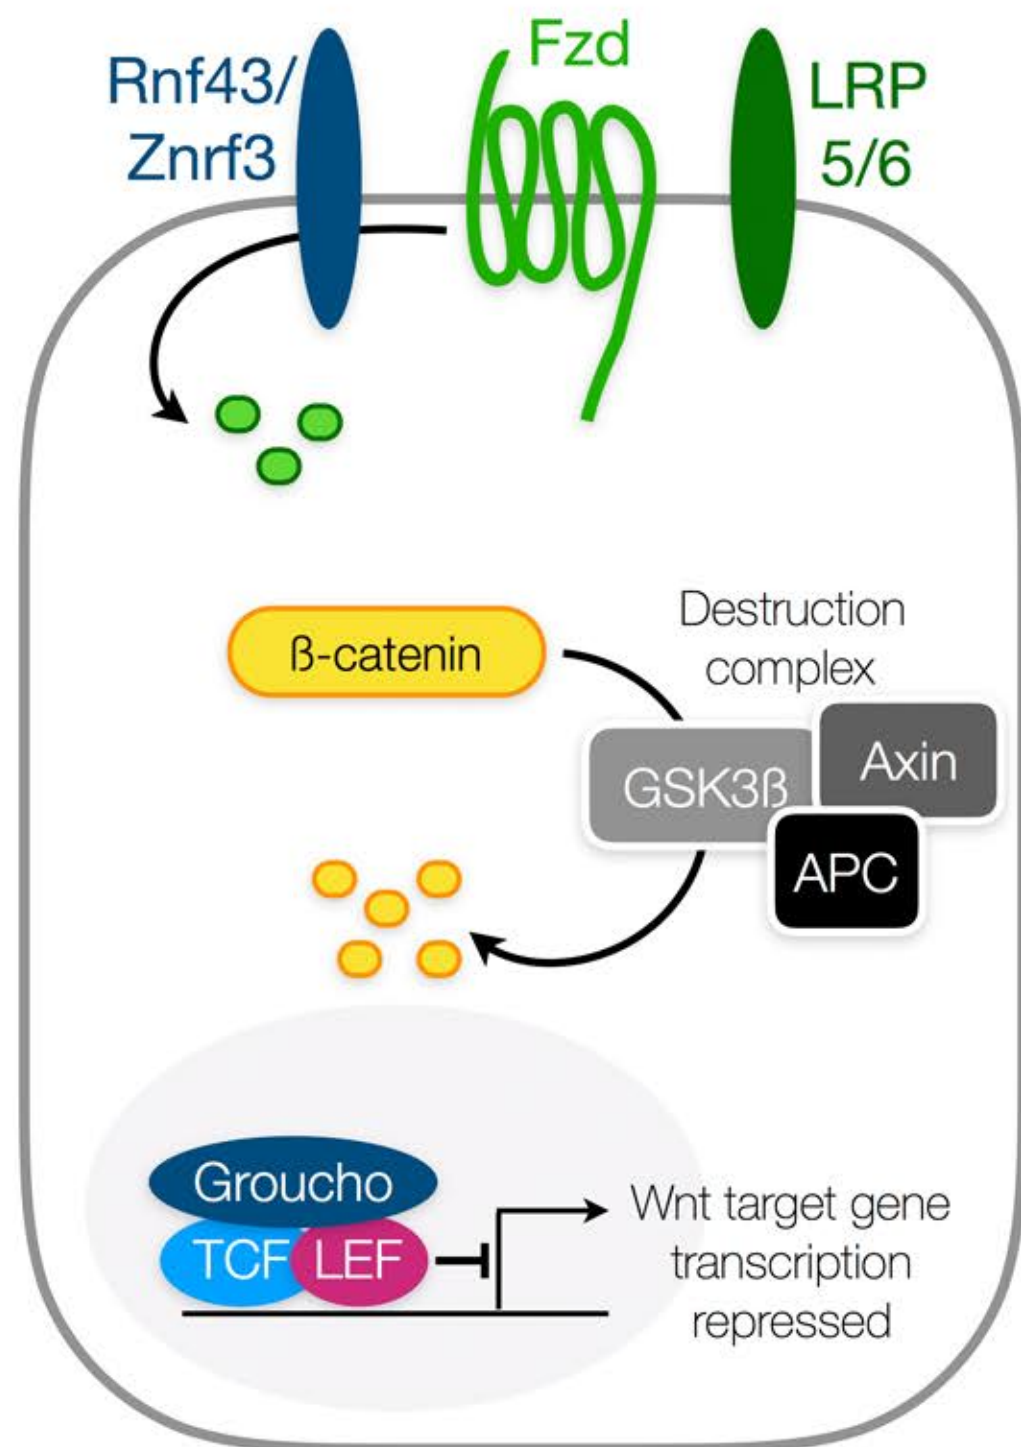 Rnf43/
Znrf3
Fzd
LRP
5/6
ß-catenin
Destruction
complex
GSK3ß
Axin
APC
Groucho
TCF
LEF
Wnt target gene
transcription
repressed